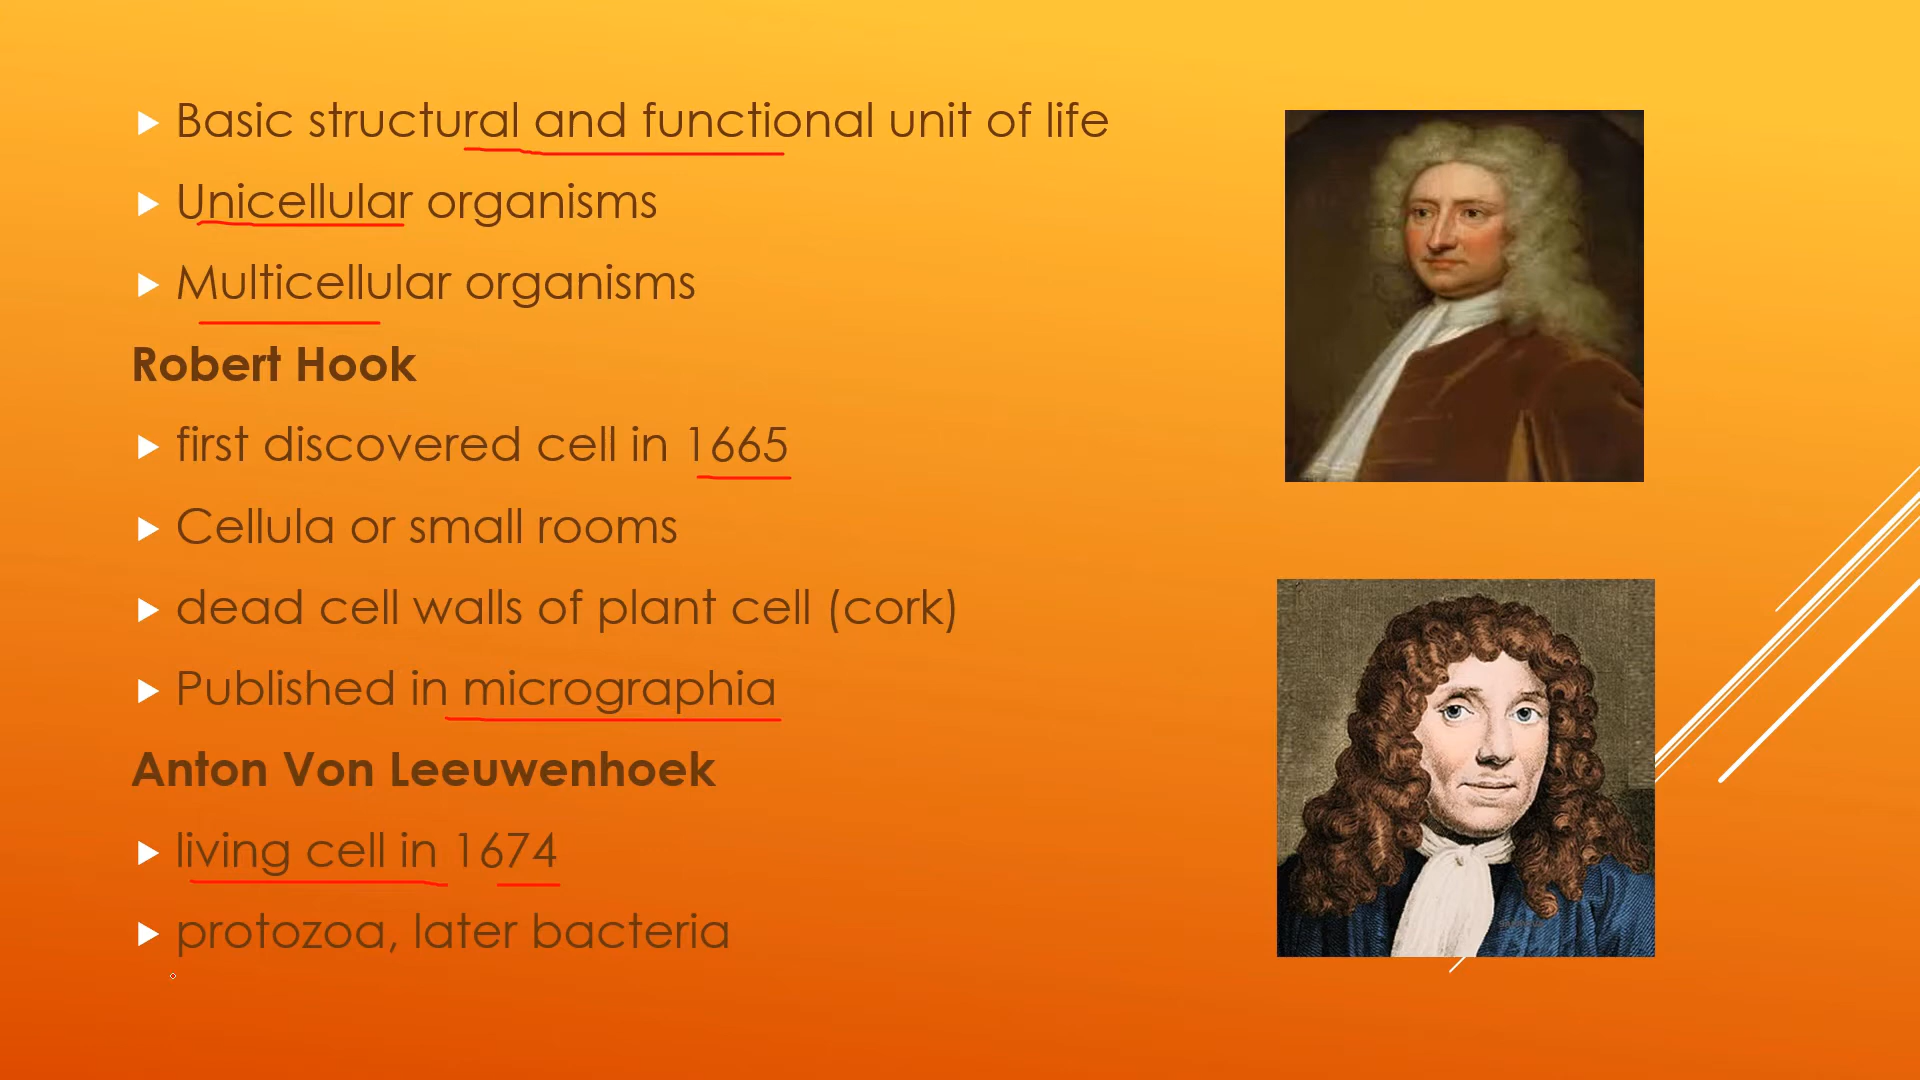 Basic structural and functional unit of life
Unicellular organisms
Multicellular organisms
Robert Hook
first discovered cell in 1665
Cellula or small rooms
dead cell walls of plant cell (cork)
Published in micrographia
Anton Von Leeuwenhoek
living cell in 1674
protozoa, later bacteria